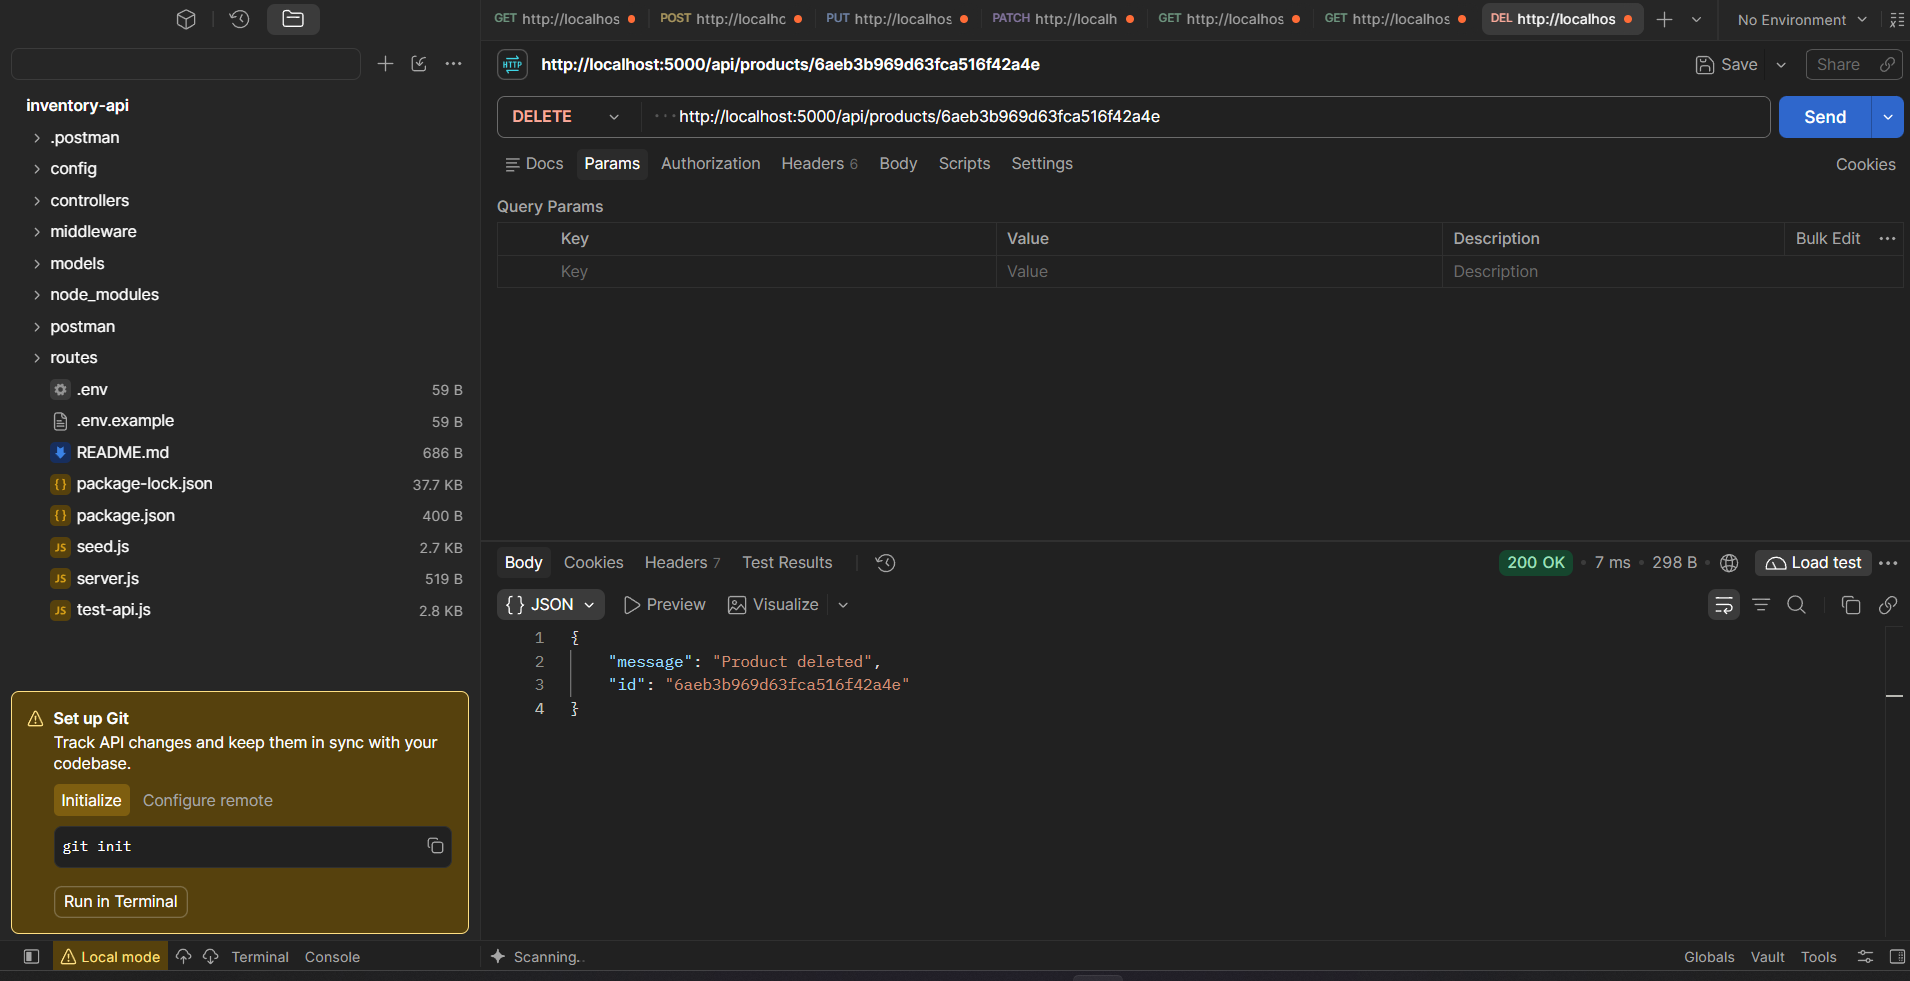 GET http://localhos
POST http://localhc
PUT http://localhos
PATCH http://localh
GET http://localhos
GET http://localhos
DEL http://localhos
No Environment
HTTP http://localhost:5000/api/products/6aeb3b969d63fca516f42a4e
Save
Share
inventory-api
.postman
config
controllers
middleware
models
node_modules
postman
routes
.env 59 B
.env.example 59 B
README.md 686 B
{} package-lock.json 37.7 KB
{} package.json 400 B
JS seed.js 2.7 KB
JS server.js 519 B
JS test-api.js 2.8 KB
Set up Git
Track API changes and keep them in sync with your
codebase.
Initialize Configure remote
git init
Run in Terminal
DELETE http://localhost:5000/api/products/6aeb3b969d63fca516f42a4e
Send
Docs Params Authorization Headers 6 Body Scripts Settings Cookies
Query Params
Key Value Description Bulk Edit
Key Value Description
Body Cookies Headers 7 Test Results 200 OK 7 ms 298 B Load test
{} JSON Preview Visualize
1 {
2 "message": "Product deleted",
3 "id": "6aeb3b969d63fca516f42a4e"
4 }
Local mode Terminal Console Scanning.. Globals Vault Tools